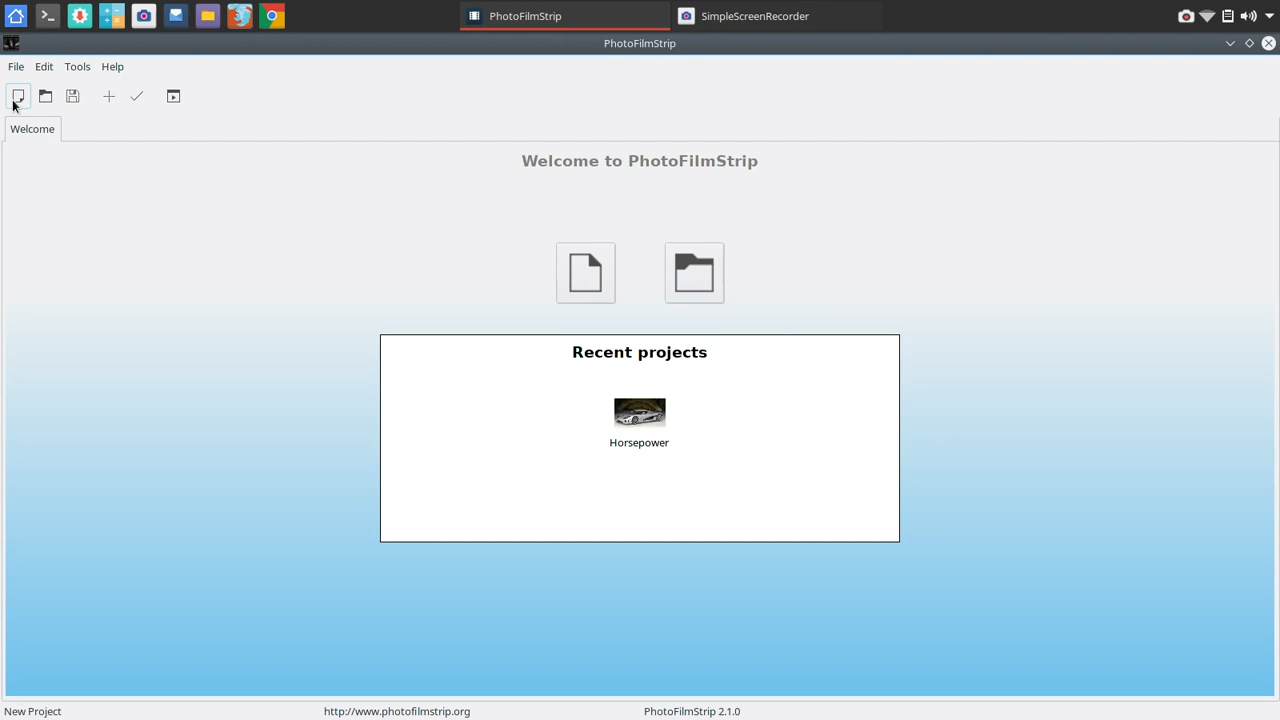 PhotoFilmStrip
SimpleScreenRecorder
PhotoFilmStrip
File Edit Tools Help
Welcome
Welcome to PhotoFilmStrip
Recent projects
Horsepower
New Project
http://www.photofilmstrip.org
PhotoFilmStrip 2.1.0